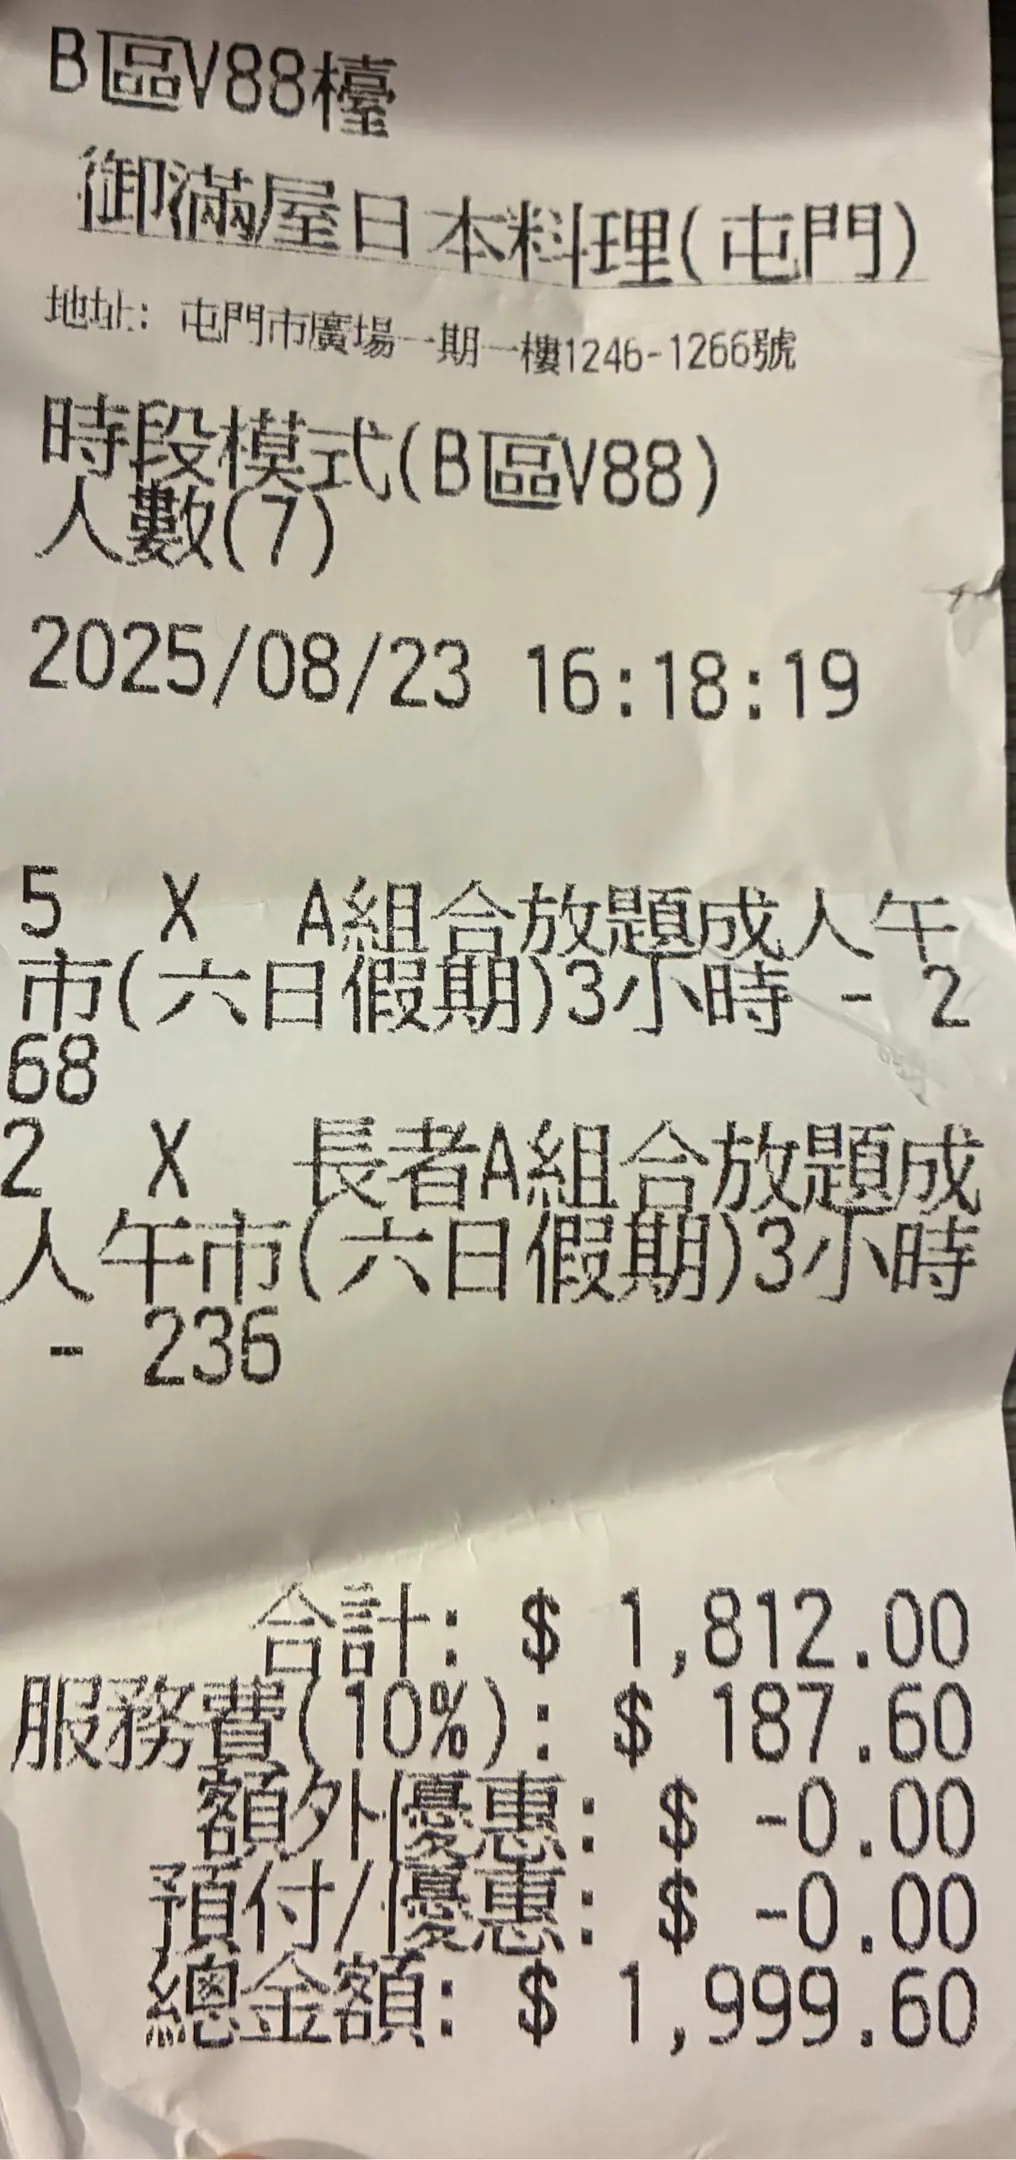 B區V88檯
御滿屋日本料理(屯門)
地址: 屯門市廣場一期一樓1246-1266號
時段模式(B區V88)
人數(7)
2025/08/23 16:18:19
5 X A組合放題成人午
市(六日假期)3小時 - 2
68
2 X 長者A組合放題成
人午市(六日假期)3小時
- 236
合計: $ 1,812.00
服務費(10%): $ 187.60
額外優惠: $ -0.00
預付/優惠: $ -0.00
總金額: $ 1,999.60